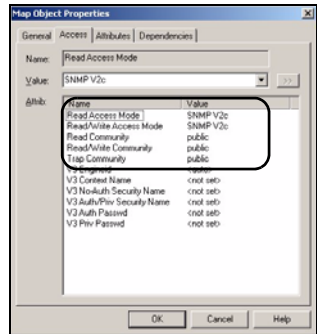 Map Object Properties
General Access Attributes Dependencies
Name: Read Access Mode
Value: SNMP V2c >>
Attrib: Name Value
Read Access Mode SNMP V2c
Read/Write Access Mode SNMP V2c
Read Community public
Read/Write Community public
Trap Community public
V3 No-Auth Security Name <not set>
V3 Context Name <not set>
V3 Auth/Priv Security Name <not set>
V3 Auth Passwd <not set>
V3 Priv Passwd <not set>
OK Cancel Help